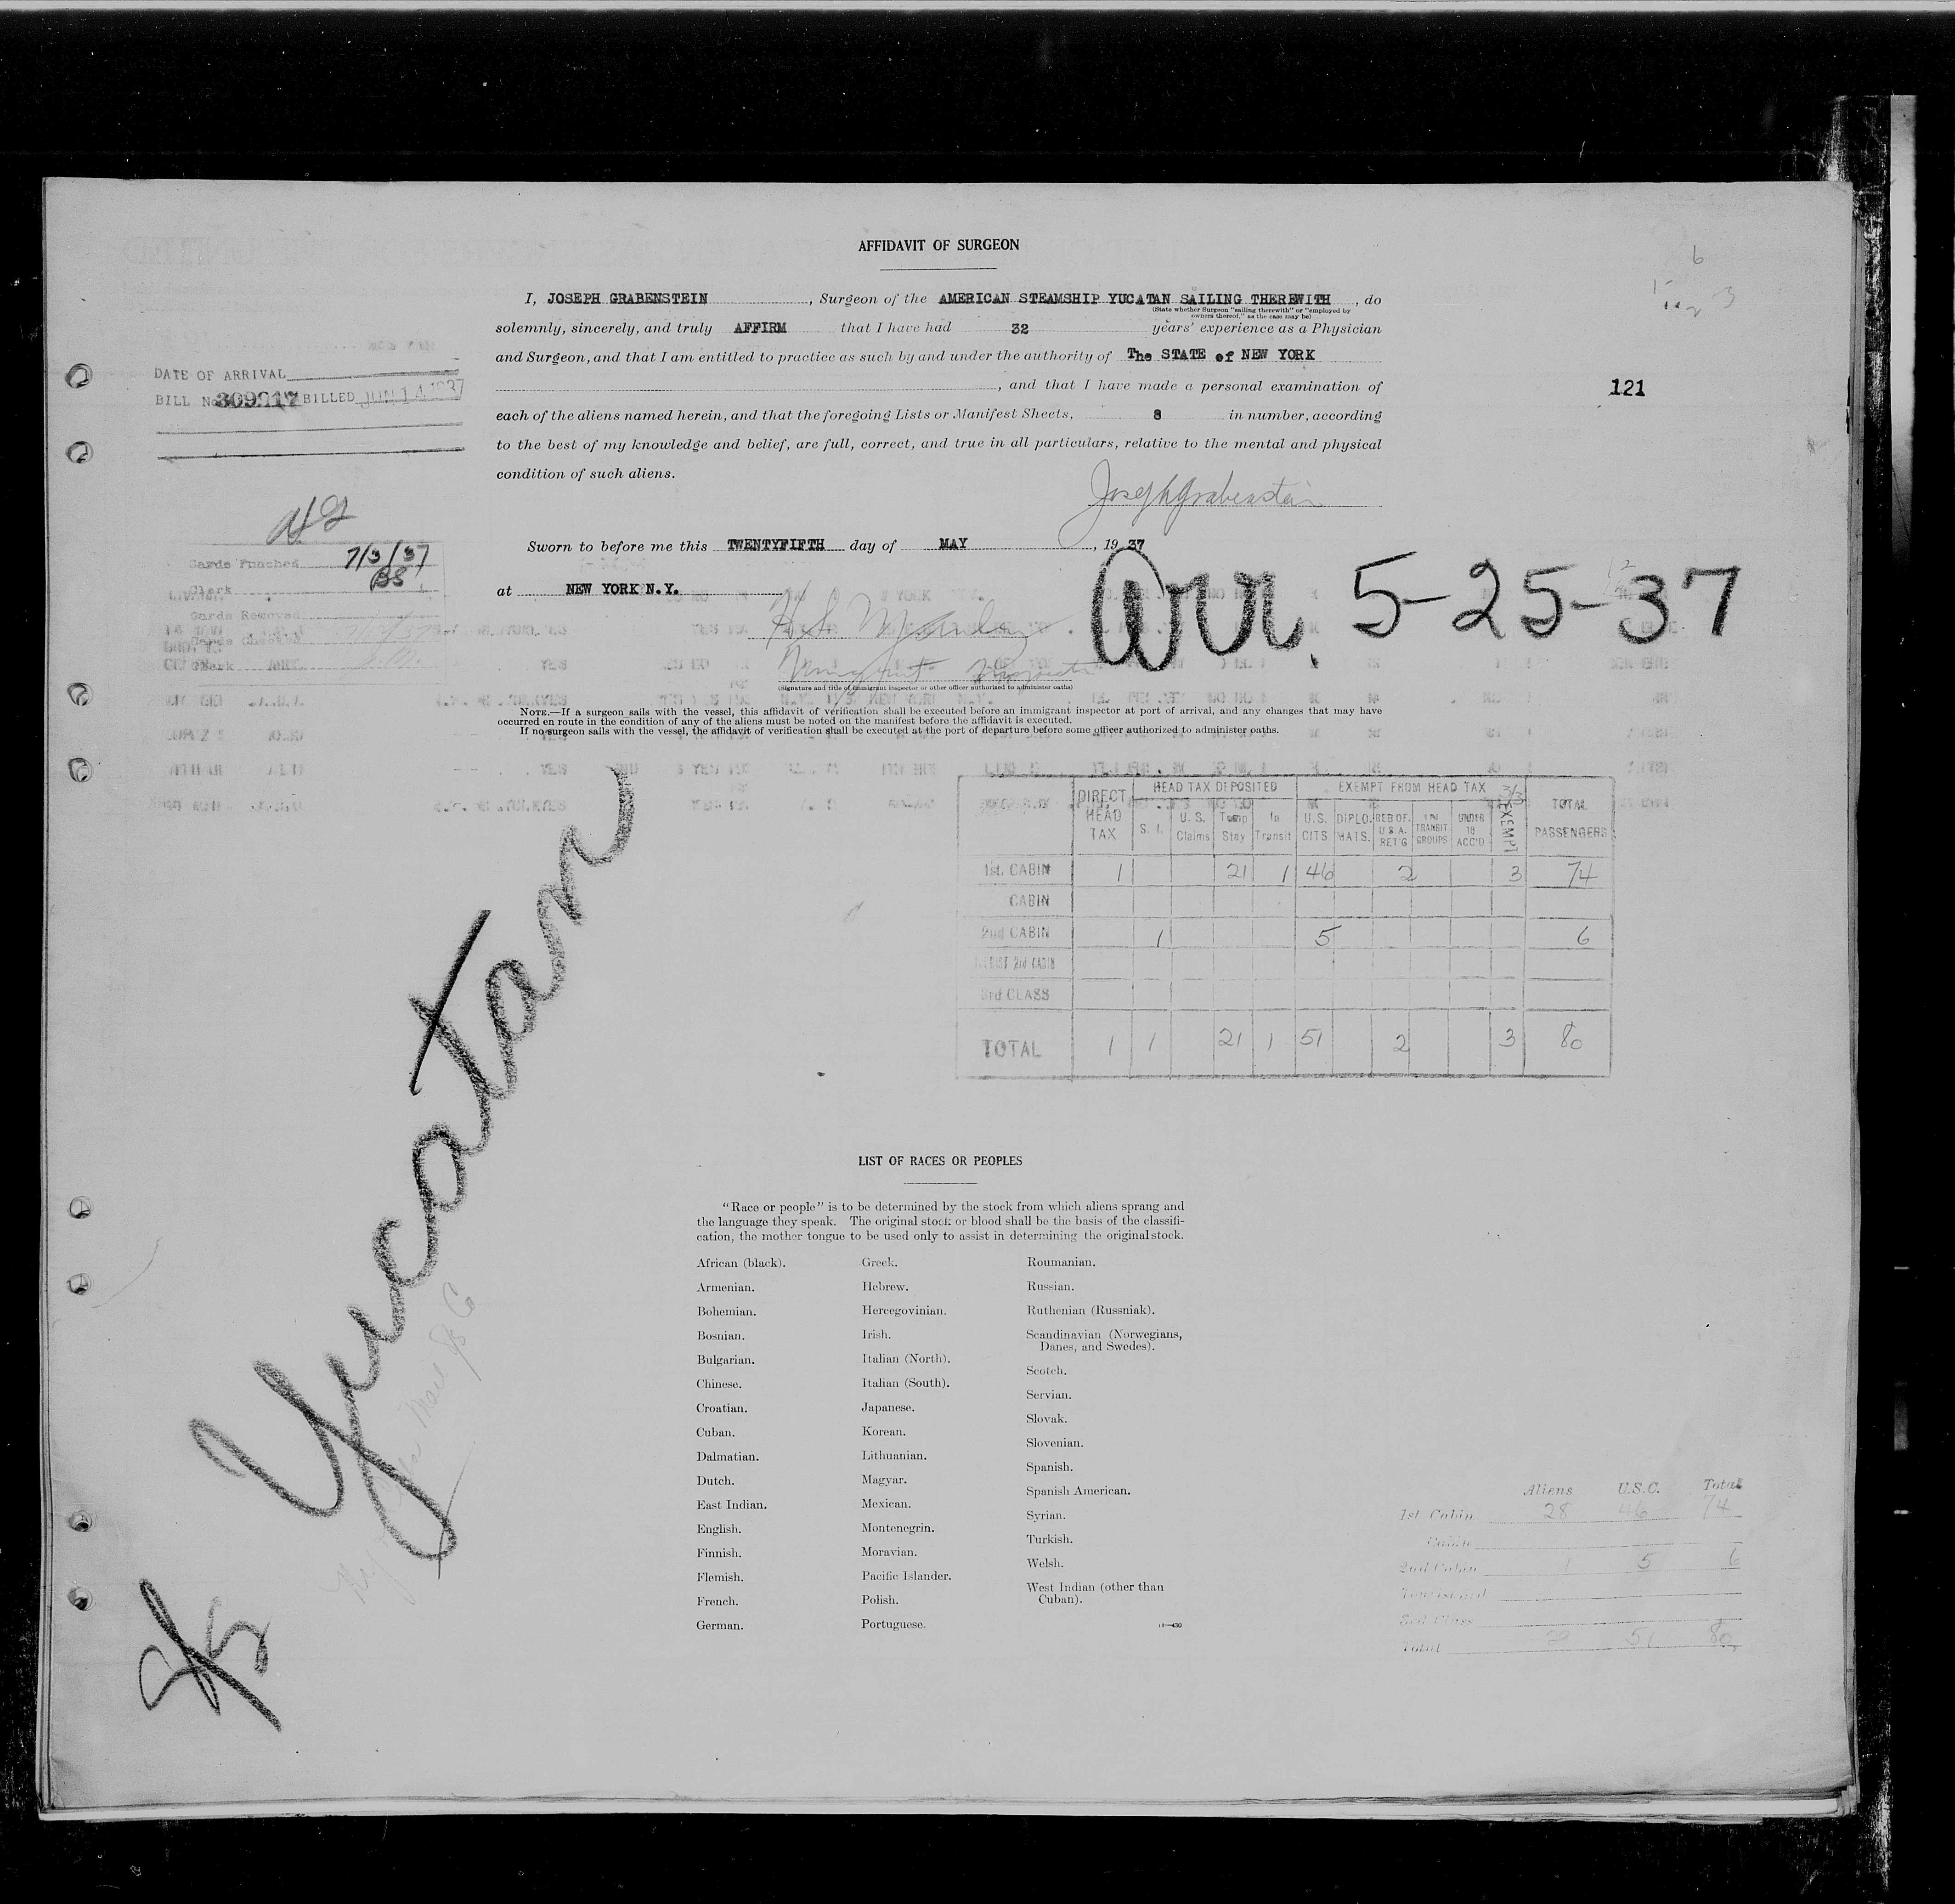 AFFIDAVIT OF SURGEON
I, JOSEPH GRABENSTEIN, Surgeon of the AMERICAN STEAMSHIP YUCATAN SAILING THEREWITH, do
(State whether Surgeon "sailing therewith" or "employed by
owners thereof," as the case may be)
solemnly, sincerely, and truly AFFIRM that I have had 32 years' experience as a Physician
and Surgeon, and that I am entitled to practice as such by and under the authority of The STATE of NEW YORK
, and that I have made a personal examination of
each of the aliens named herein, and that the foregoing Lists or Manifest Sheets, 8 in number, according
to the best of my knowledge and belief, are full, correct, and true in all particulars, relative to the mental and physical
condition of such aliens.
Joseph Grabenstein
Sworn to before me this TWENTYFIFTH day of MAY, 19 37
at NEW YORK N.Y.
Immigrant Inspector
(Signature and title of immigrant inspector or other officer authorized to administer oaths)
NOTE.—If a surgeon sails with the vessel, this affidavit of verification shall be executed before an immigrant inspector at port of arrival, and any changes that may have
occurred en route in the condition of any of the aliens must be noted on the manifest before the affidavit is executed.
If no surgeon sails with the vessel, the affidavit of verification shall be executed at the port of departure before some officer authorized to administer oaths.
DATE OF ARRIVAL
BILL No. BILLED JUN 14 1937
Cards Punched 7/3/37
Clerk BS
Cards Removed
Cards Checked
Clerk
121
Arr. 5-25-37
DIRECT HEAD TAX
HEAD TAX DEPOSITED
EXEMPT FROM HEAD TAX
3/3 EXEMPT
TOTAL PASSENGERS
S. I. U.S. Claims Temp Stay In Transit U.S. CITS DIPLO. MATS. RES OF. U.S.A. RET'G TRANSIT GROUPS UNDER 16 ACC'D
1st. CABIN 1 21 1 46 2 3 74
CABIN
2nd CABIN 1 5 6
TOURIST 2nd CABIN
3rd CLASS
TOTAL 1 1 21 1 51 2 3 80
Yucatan
LIST OF RACES OR PEOPLES
"Race or people" is to be determined by the stock from which aliens sprang and
the language they speak. The original stock or blood shall be the basis of the classifi-
cation, the mother tongue to be used only to assist in determining the original stock.
African (black).
Armenian.
Bohemian.
Bosnian.
Bulgarian.
Chinese.
Croatian.
Cuban.
Dalmatian.
Dutch.
East Indian.
English.
Finnish.
Flemish.
French.
German.
Greek.
Hebrew.
Hercegovinian.
Irish.
Italian (North).
Italian (South).
Japanese.
Korean.
Lithuanian.
Magyar.
Mexican.
Montenegrin.
Moravian.
Pacific Islander.
Polish.
Portuguese.
Roumanian.
Russian.
Ruthenian (Russniak).
Scandinavian (Norwegians,
Danes, and Swedes).
Scotch.
Servian.
Slovak.
Slovenian.
Spanish.
Spanish American.
Syrian.
Turkish.
Welsh.
West Indian (other than
Cuban).
Aliens U.S.C. Total
1st Cabin 28 46 74
Cabin
2nd Cabin 1 5 6
3rd Class
Total 29 51 80